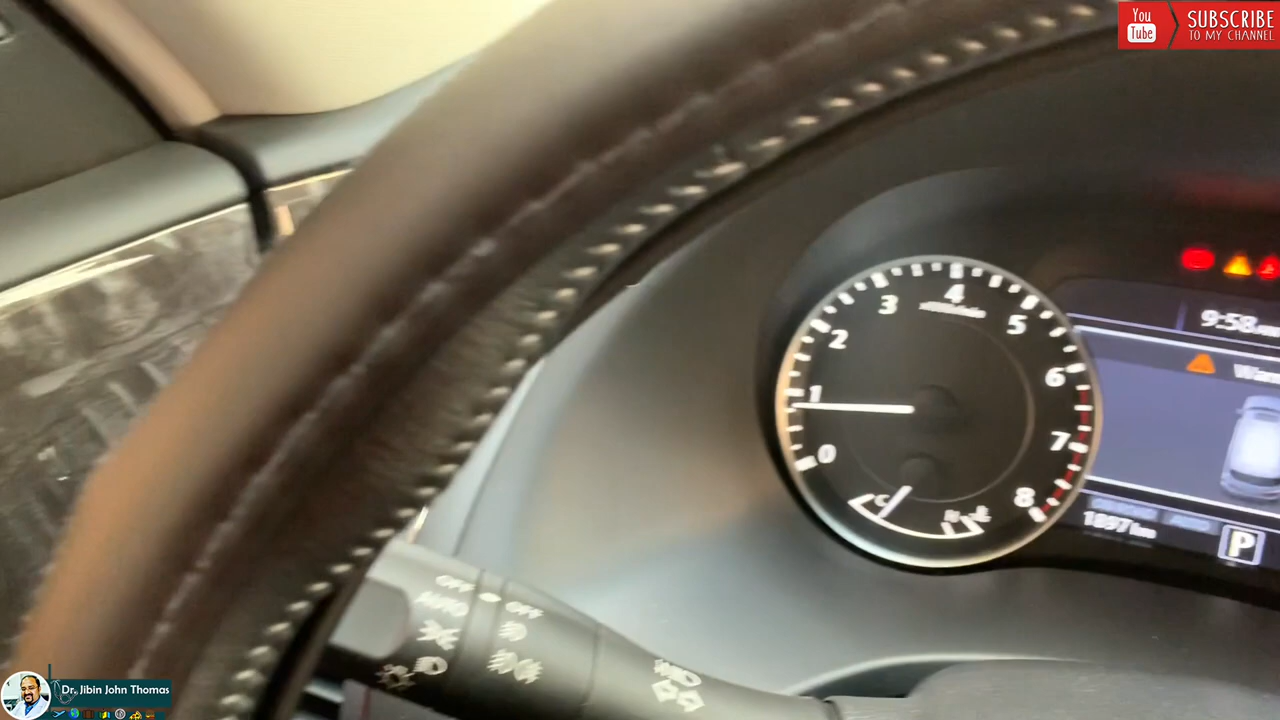 You
Tube
SUBSCRIBE
TO MY CHANNEL
0
1
2
3
4
5
6
7
8
C
H
9:58
1897 km
P
OFF
AUTO
OFF
Dr. Jibin John Thomas